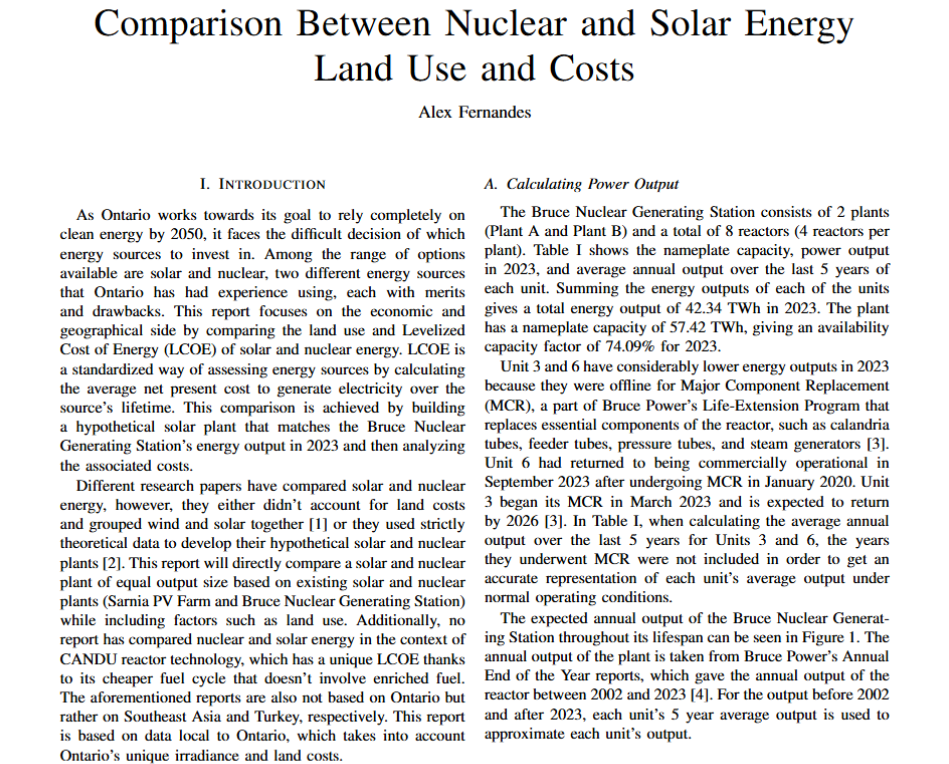 Comparison Between Nuclear and Solar Energy
Land Use and Costs
Alex Fernandes
I. INTRODUCTION
As Ontario works towards its goal to rely completely on
clean energy by 2050, it faces the difficult decision of which
energy sources to invest in. Among the range of options
available are solar and nuclear, two different energy sources
that Ontario has had experience using, each with merits
and drawbacks. This report focuses on the economic and
geographical side by comparing the land use and Levelized
Cost of Energy (LCOE) of solar and nuclear energy. LCOE is
a standardized way of assessing energy sources by calculating
the average net present cost to generate electricity over the
source's lifetime. This comparison is achieved by building
a hypothetical solar plant that matches the Bruce Nuclear
Generating Station's energy output in 2023 and then analyzing
the associated costs.
Different research papers have compared solar and nuclear
energy, however, they either didn't account for land costs
and grouped wind and solar together [1] or they used strictly
theoretical data to develop their hypothetical solar and nuclear
plants [2]. This report will directly compare a solar and nuclear
plant of equal output size based on existing solar and nuclear
plants (Sarnia PV Farm and Bruce Nuclear Generating Station)
while including factors such as land use. Additionally, no
report has compared nuclear and solar energy in the context of
CANDU reactor technology, which has a unique LCOE thanks
to its cheaper fuel cycle that doesn't involve enriched fuel.
The aforementioned reports are also not based on Ontario but
rather on Southeast Asia and Turkey, respectively. This report
is based on data local to Ontario, which takes into account
Ontario's unique irradiance and land costs.
A. Calculating Power Output
The Bruce Nuclear Generating Station consists of 2 plants
(Plant A and Plant B) and a total of 8 reactors (4 reactors per
plant). Table I shows the nameplate capacity, power output
in 2023, and average annual output over the last 5 years of
each unit. Summing the energy outputs of each of the units
gives a total energy output of 42.34 TWh in 2023. The plant
has a nameplate capacity of 57.42 TWh, giving an availability
capacity factor of 74.09% for 2023.
Unit 3 and 6 have considerably lower energy outputs in 2023
because they were offline for Major Component Replacement
(MCR), a part of Bruce Power's Life-Extension Program that
replaces essential components of the reactor, such as calandria
tubes, feeder tubes, pressure tubes, and steam generators [3].
Unit 6 had returned to being commercially operational in
September 2023 after undergoing MCR in January 2020. Unit
3 began its MCR in March 2023 and is expected to return
by 2026 [3]. In Table I, when calculating the average annual
output over the last 5 years for Units 3 and 6, the years
they underwent MCR were not included in order to get an
accurate representation of each unit's average output under
normal operating conditions.
The expected annual output of the Bruce Nuclear Generat-
ing Station throughout its lifespan can be seen in Figure 1. The
annual output of the plant is taken from Bruce Power's Annual
End of the Year reports, which gave the annual output of the
reactor between 2002 and 2023 [4]. For the output before 2002
and after 2023, each unit's 5 year average output is used to
approximate each unit's output.